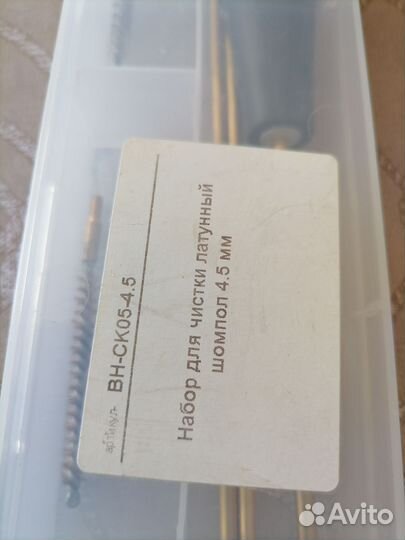 артикул BH-CK05-4.5
Набор для чистки латунный
шомпол 4.5 мм
Avito